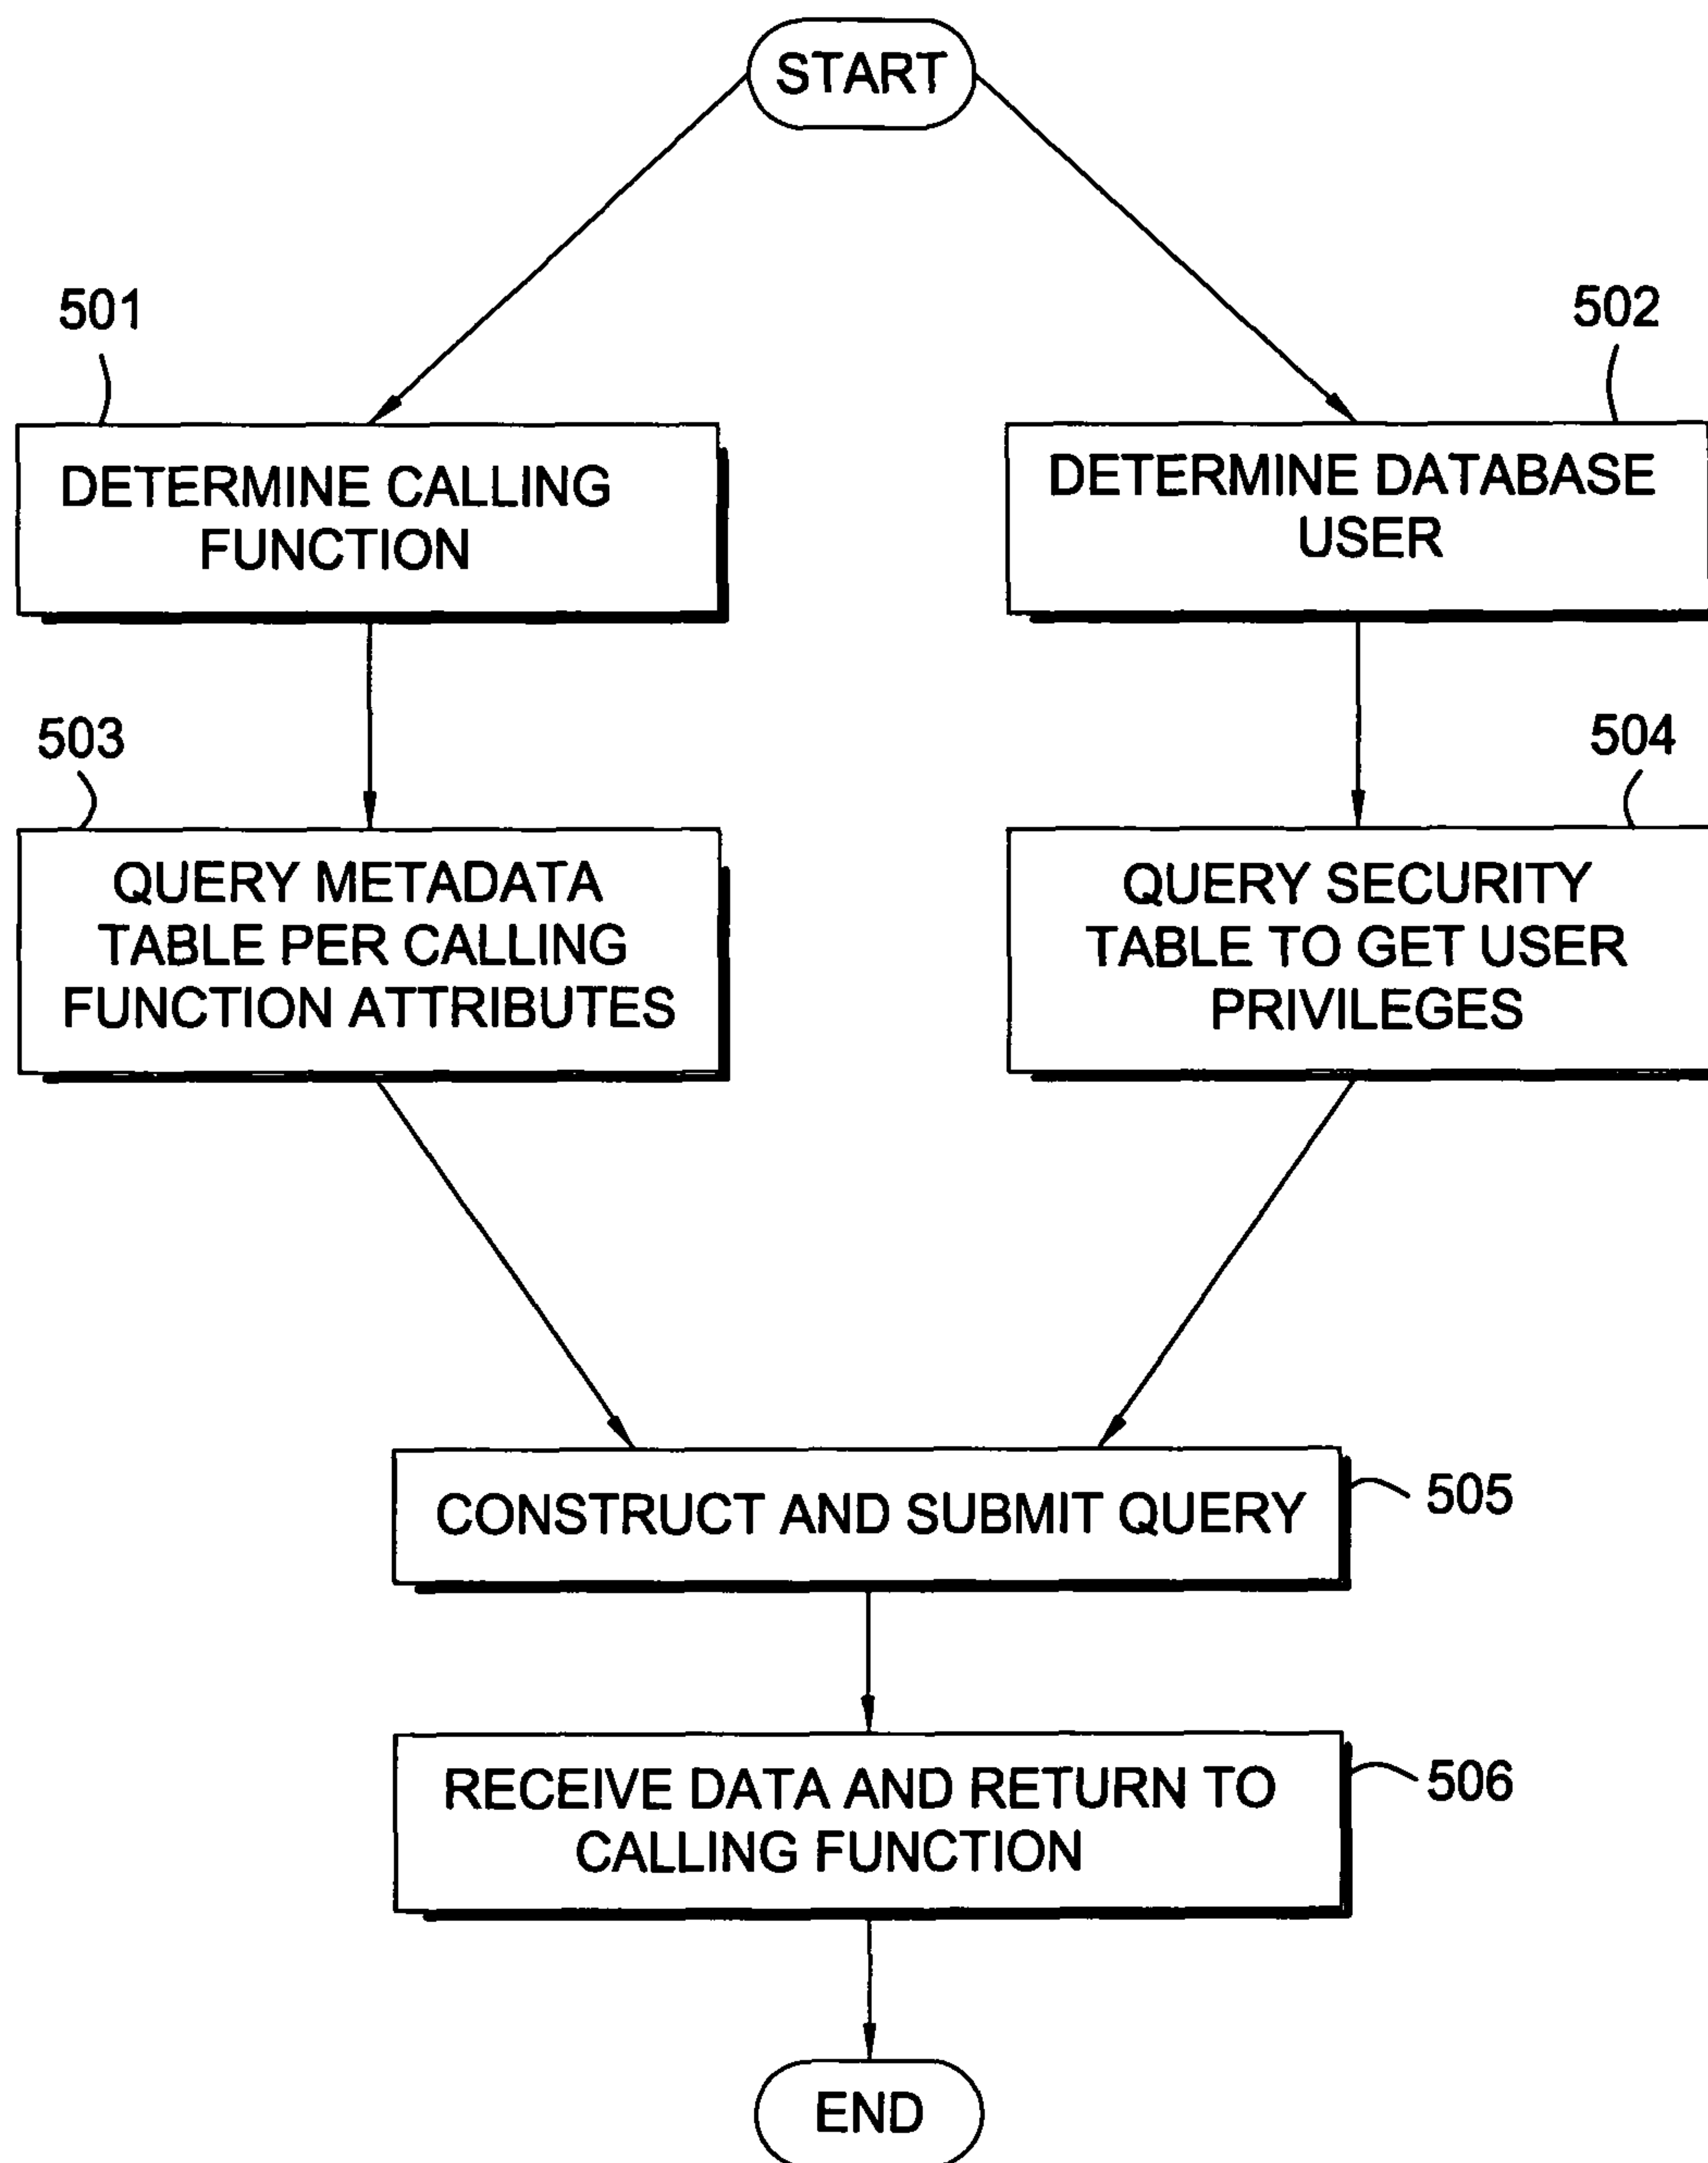 START
501
DETERMINE CALLING
FUNCTION
502
DETERMINE DATABASE
USER
503
QUERY METADATA
TABLE PER CALLING
FUNCTION ATTRIBUTES
504
QUERY SECURITY
TABLE TO GET USER
PRIVILEGES
CONSTRUCT AND SUBMIT QUERY
505
RECEIVE DATA AND RETURN TO
CALLING FUNCTION
506
END